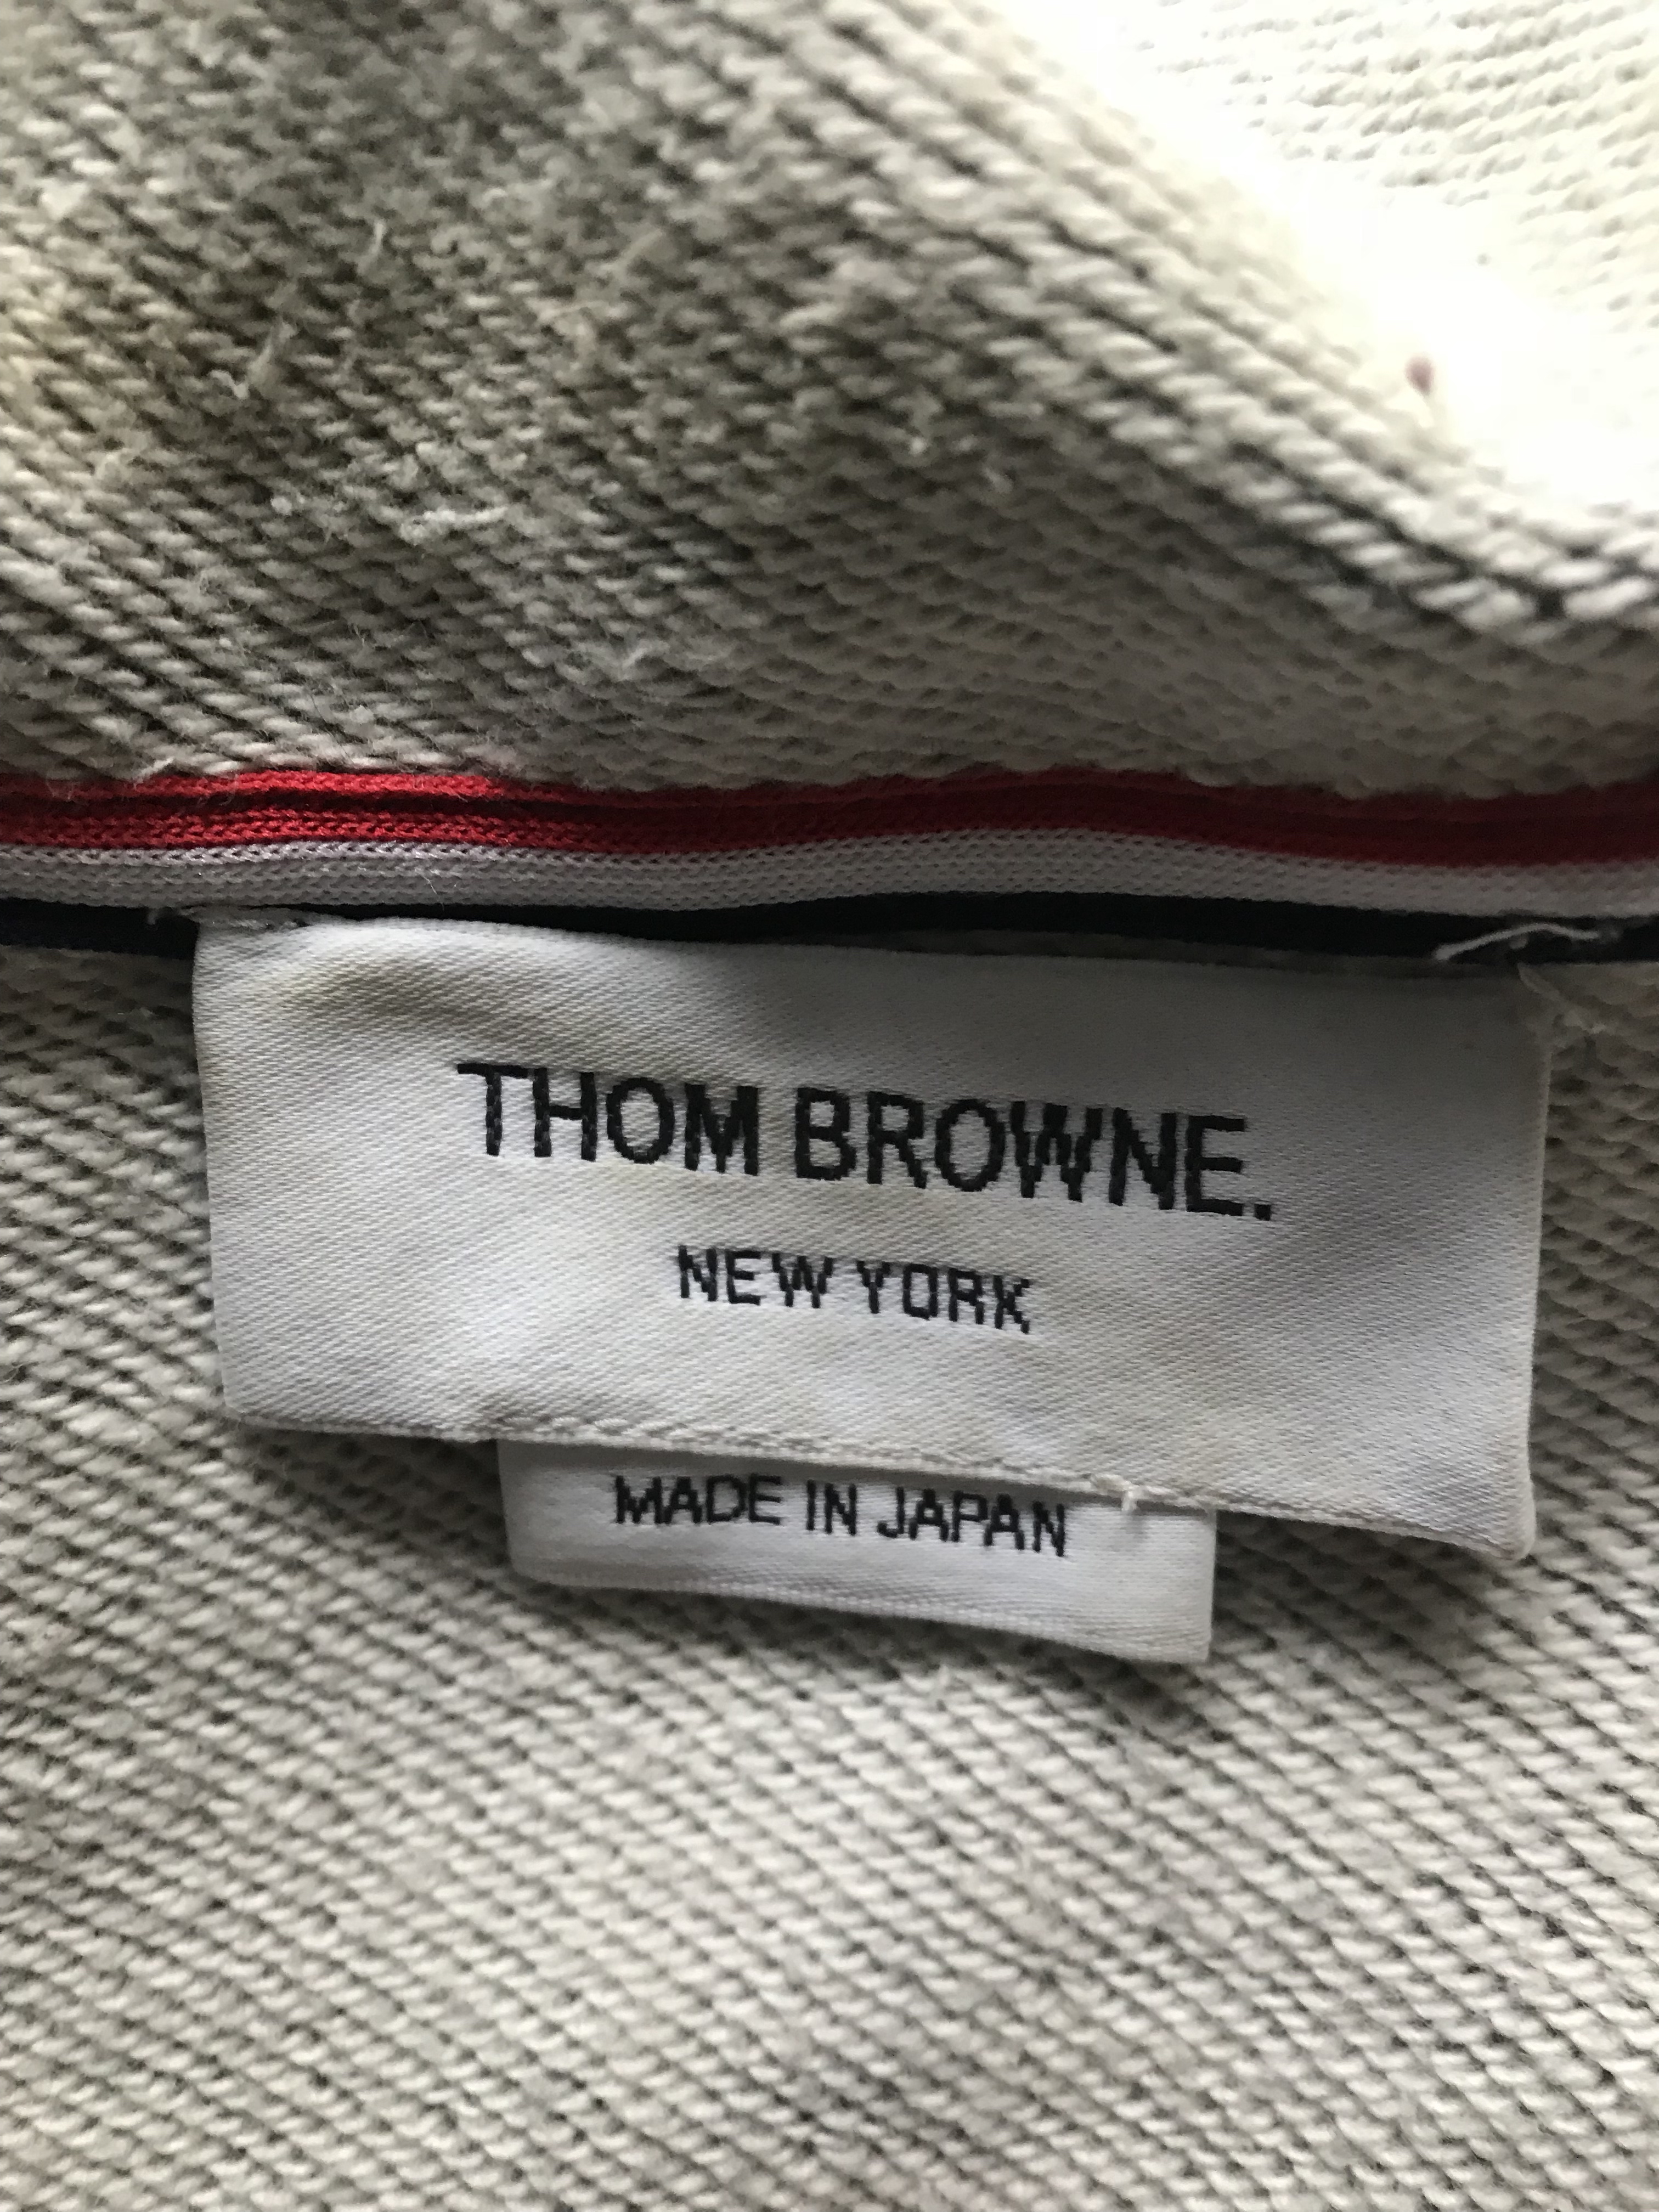 THOM BROWNE.
NEW YORK
MADE IN JAPAN